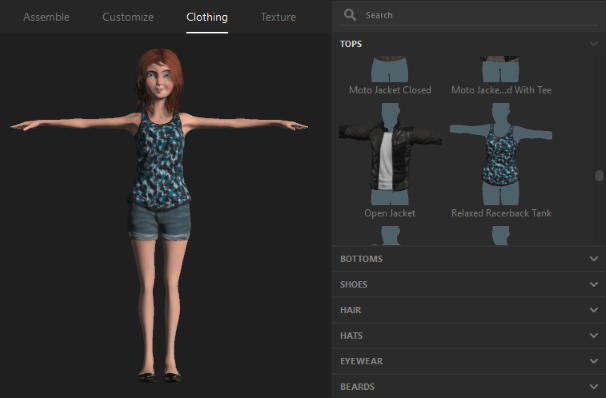 Assemble Customize Clothing Texture
Search
TOPS
Moto Jacket Closed Moto Jacke...d With Tee
Open Jacket Relaxed Racerback Tank
BOTTOMS
SHOES
HAIR
HATS
EYEWEAR
BEARDS